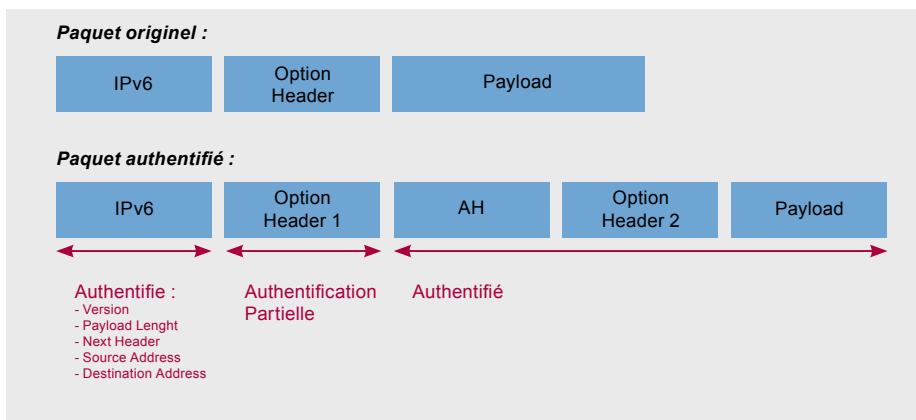 Paquet originel :
IPv6
Option
Header
Payload
Paquet authentifié :
IPv6
Option
Header 1
AH
Option
Header 2
Payload
Authentifie :
- Version
- Payload Lenght
- Next Header
- Source Address
- Destination Address
Authentification
Partielle
Authentifié